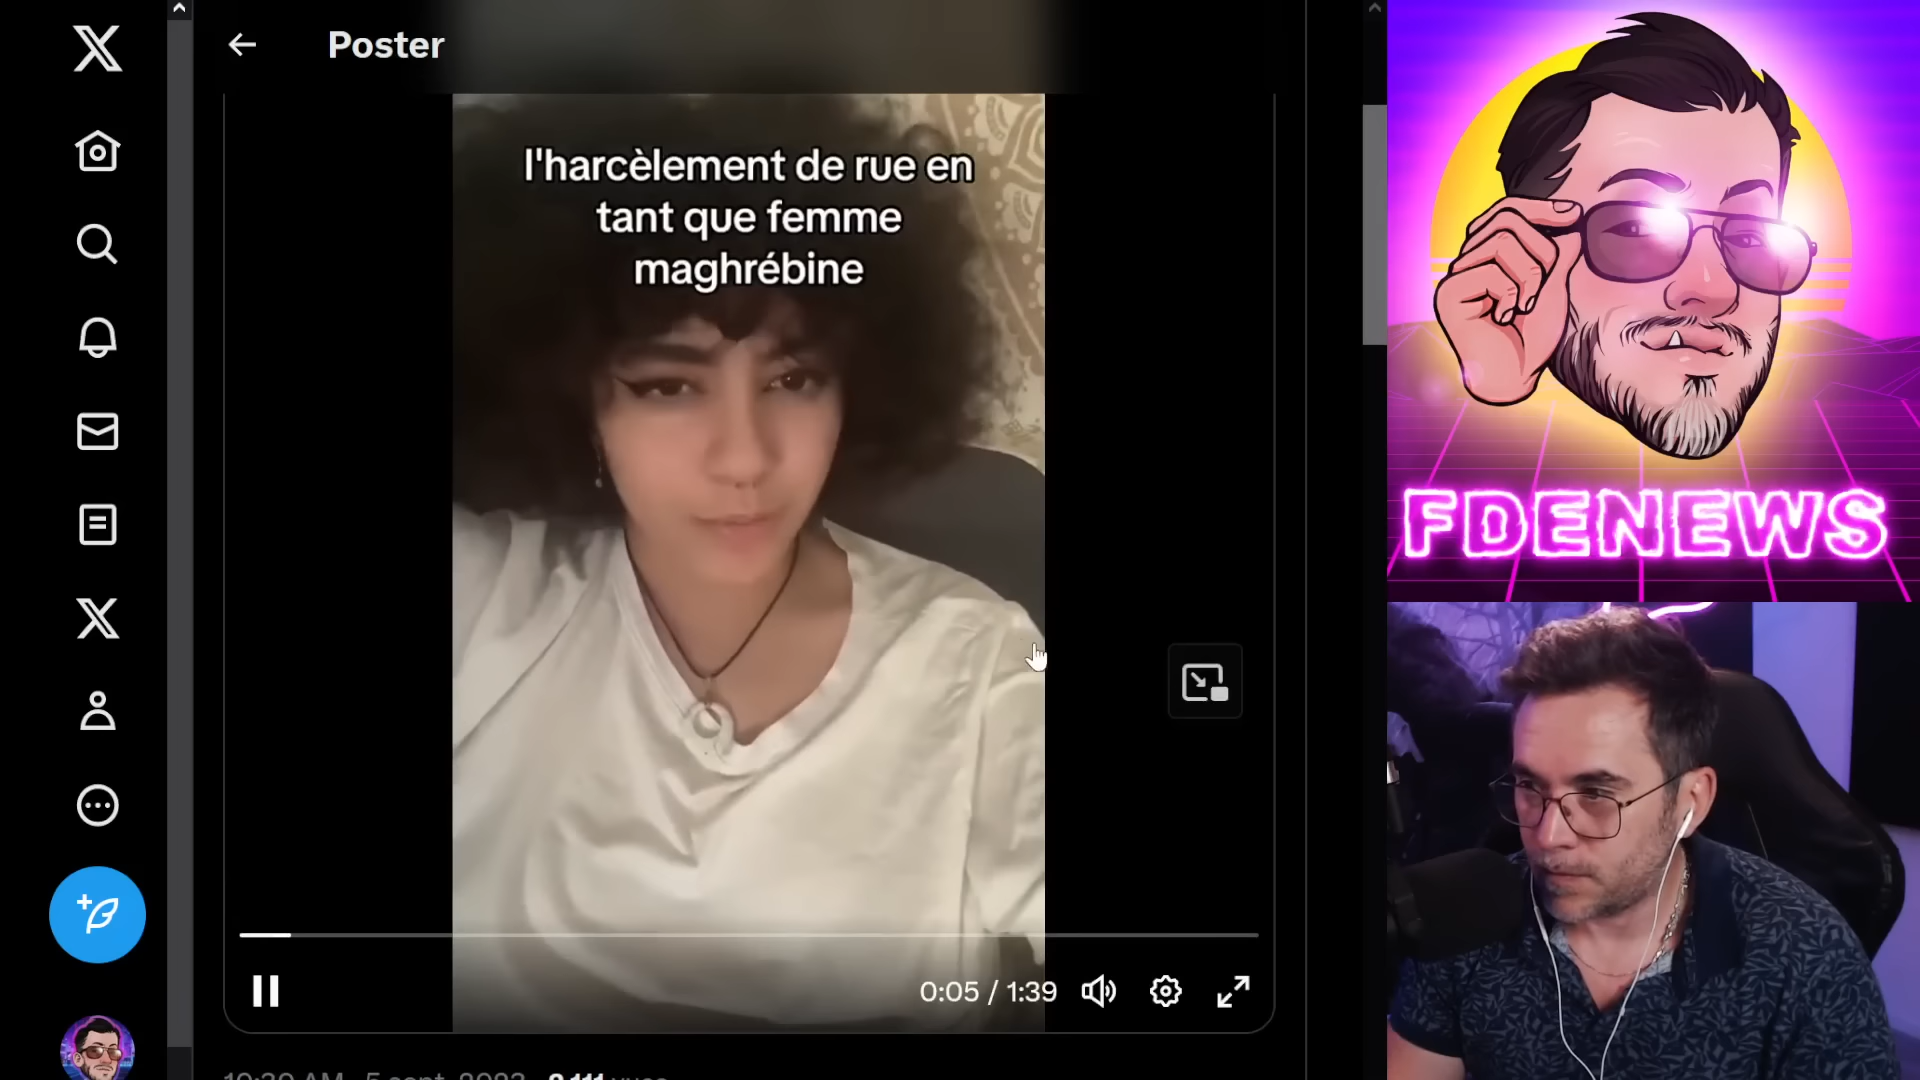 Poster
l'harcèlement de rue en
tant que femme
maghrébine
FDENEWS
0:05 / 1:39